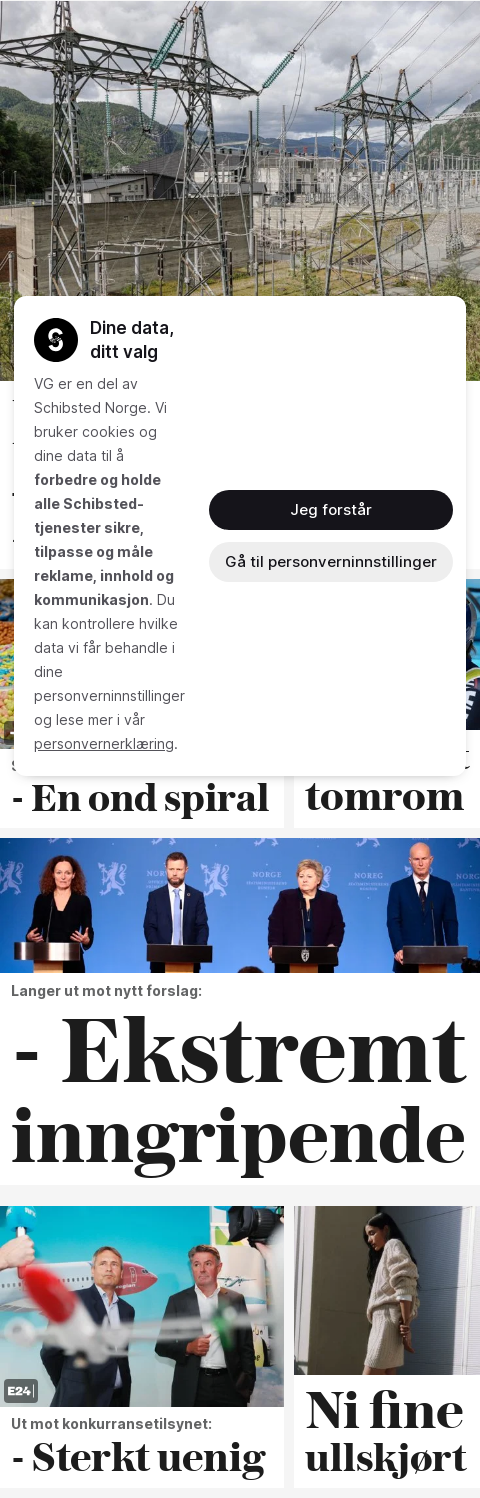 Dine data,
ditt valg
VG er en del av
Schibsted Norge. Vi
bruker cookies og
dine data til å
forbedre og holde
alle Schibsted-
tjenester sikre,
tilpasse og måle
reklame, innhold og
kommunikasjon. Du
kan kontrollere hvilke
data vi får behandle i
dine
personverninnstillinger
og lese mer i vår
personvernerklæring.
Jeg forstår
Gå til personverninnstillinger
- En ond spiral
tomrom
NORGE
NOREG
Langer ut mot nytt forslag:
- Ekstremt
inngripende
E24
Ut mot konkurransetilsynet:
- Sterkt uenig
Ni fine
ullskjørt